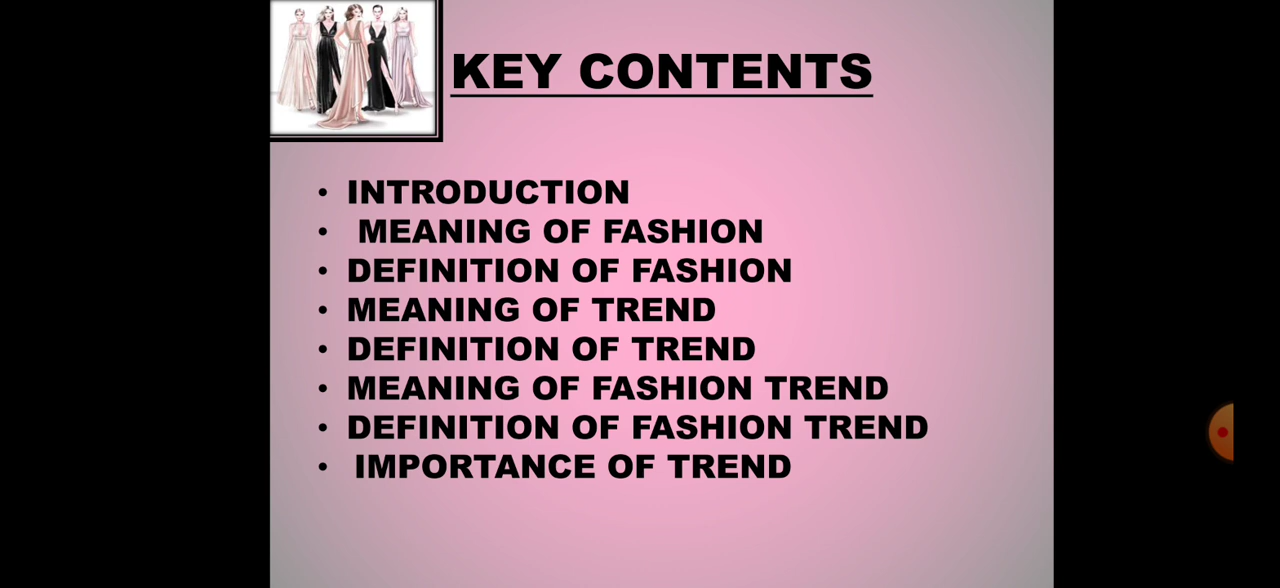 KEY CONTENTS
• INTRODUCTION
• MEANING OF FASHION
• DEFINITION OF FASHION
• MEANING OF TREND
• DEFINITION OF TREND
• MEANING OF FASHION TREND
• DEFINITION OF FASHION TREND
• IMPORTANCE OF TREND